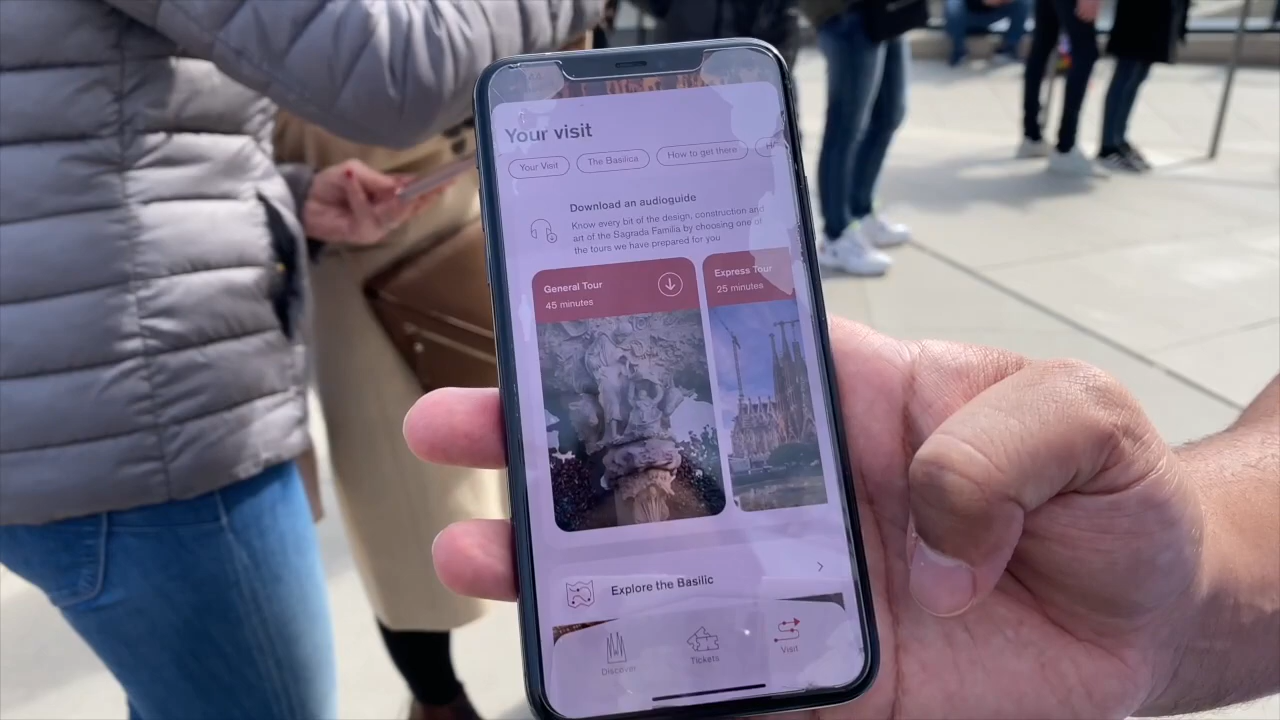 Your visit
Your Visit
The Basilica
How to get there
Download an audioguide
Know every bit of the design, construction and
art of the Sagrada Familia by choosing one of
the tours we have prepared for you
General Tour
45 minutes
Express Tour
25 minutes
Explore the Basilic
Discover
Tickets
Visit